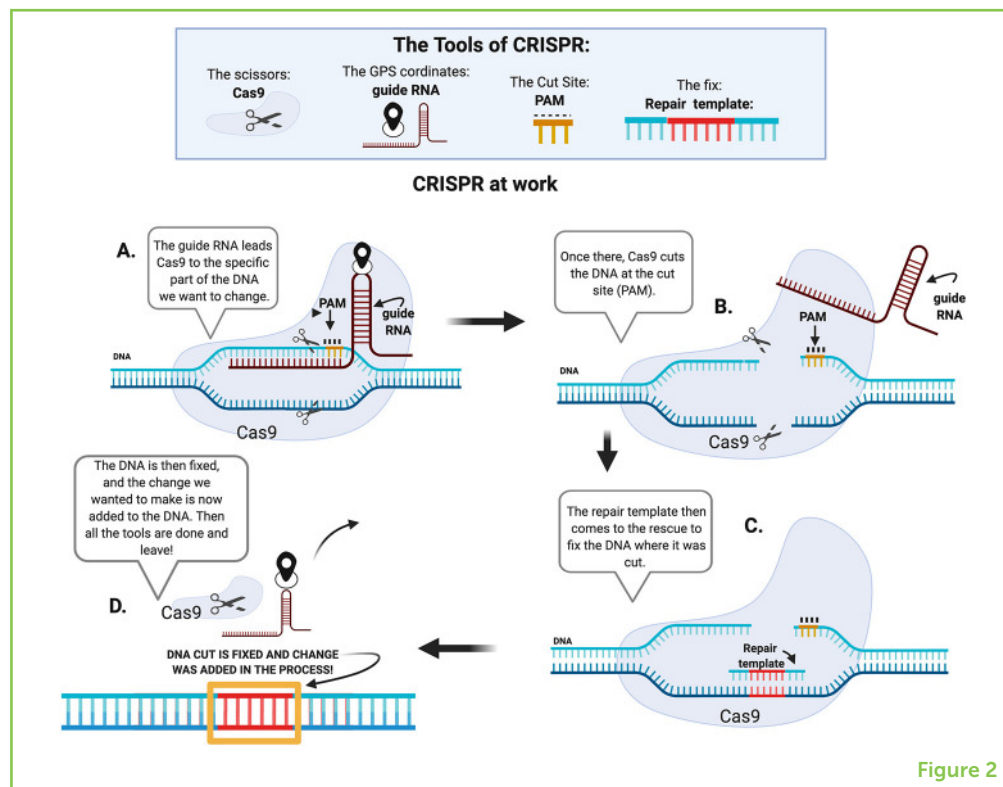 The Tools of CRISPR:
The scissors:
Cas9
The GPS cordinates:
guide RNA
The Cut Site:
PAM
The fix:
Repair template:
CRISPR at work
A.
The guide RNA leads
Cas9 to the specific
part of the DNA
we want to change.
PAM
guide
RNA
DNA
Cas9
Once there, Cas9 cuts
the DNA at the cut
site (PAM).
B.
guide
RNA
PAM
DNA
Cas9
The repair template then
comes to the rescue to
fix the DNA where it was
cut.
C.
DNA
Repair
template
Cas9
The DNA is then fixed,
and the change we
wanted to make is now
added to the DNA. Then
all the tools are done and
leave!
D.
Cas9
DNA CUT IS FIXED AND CHANGE
WAS ADDED IN THE PROCESS!
Figure 2